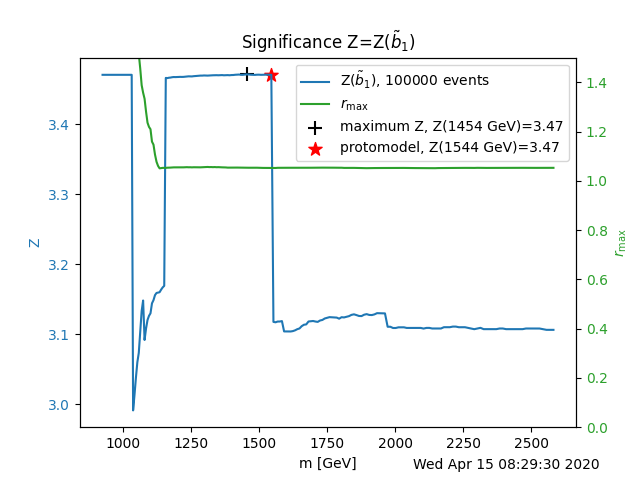 Significance Z=Z(b̃₁)
Z(b̃₁), 100000 events
rmax
maximum Z, Z(1454 GeV)=3.47
protomodel, Z(1544 GeV)=3.47
Z
3.4
3.3
3.2
3.1
3.0
1.4
1.2
1.0
0.8
0.6
0.4
0.2
0.0
rmax
1000 1250 1500 1750 2000 2250 2500
m [GeV]
Wed Apr 15 08:29:30 2020